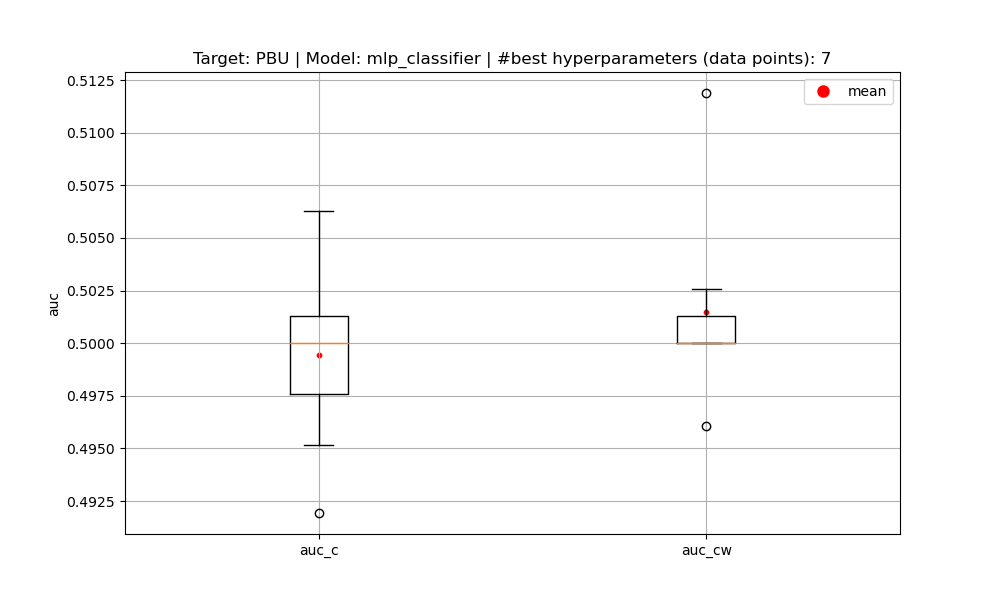 Target: PBU | Model: mlp_classifier | #best hyperparameters (data points): 7
0.5125
0.5100
0.5075
0.5050
0.5025
0.5000
0.4975
0.4950
0.4925
auc
mean
auc_c
auc_cw